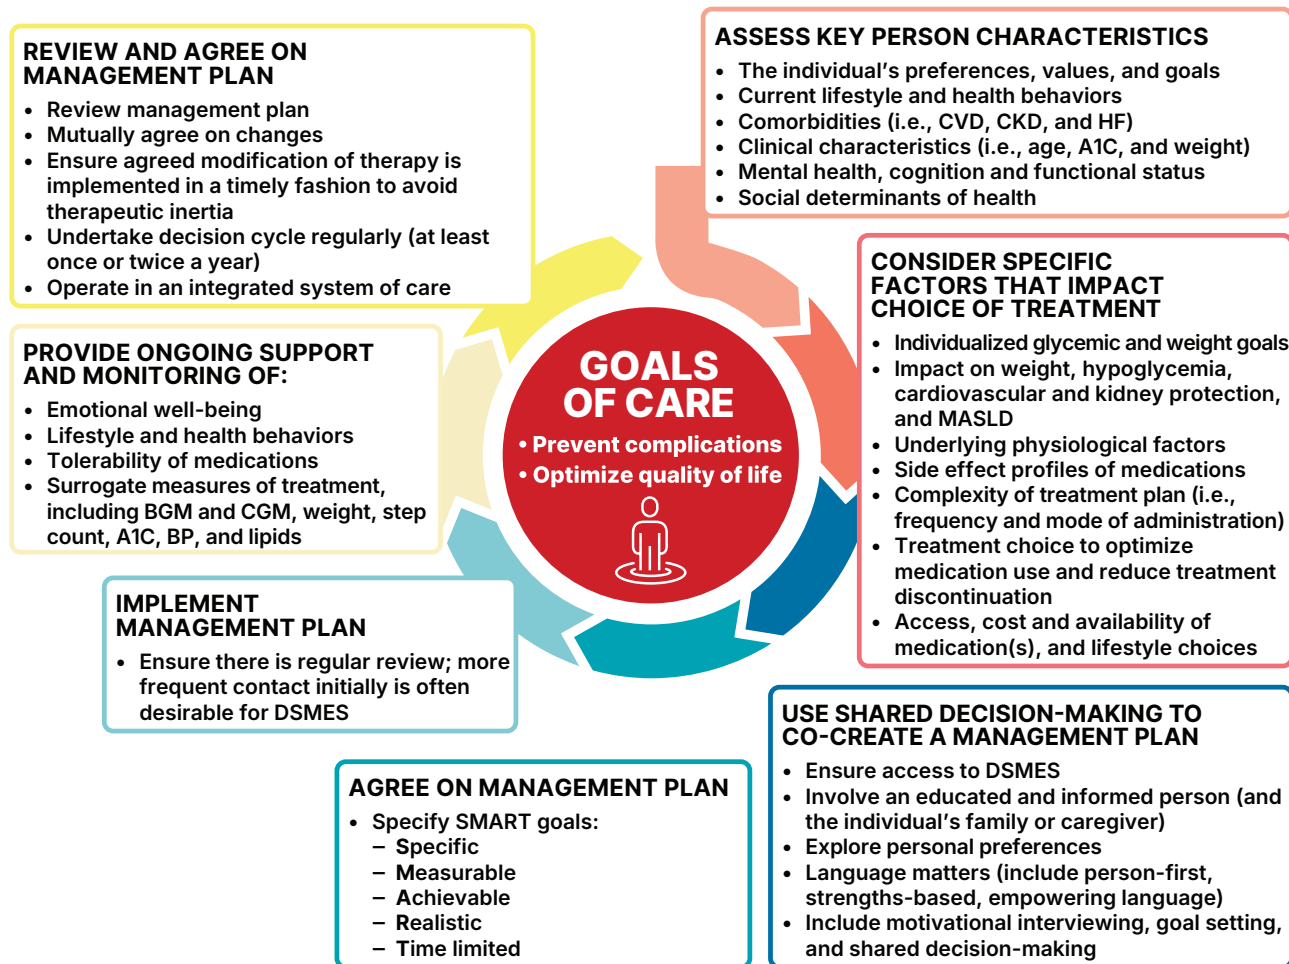 REVIEW AND AGREE ON
MANAGEMENT PLAN
• Review management plan
• Mutually agree on changes
• Ensure agreed modification of therapy is
implemented in a timely fashion to avoid
therapeutic inertia
• Undertake decision cycle regularly (at least
once or twice a year)
• Operate in an integrated system of care
ASSESS KEY PERSON CHARACTERISTICS
• The individual's preferences, values, and goals
• Current lifestyle and health behaviors
• Comorbidities (i.e., CVD, CKD, and HF)
• Clinical characteristics (i.e., age, A1C, and weight)
• Mental health, cognition and functional status
• Social determinants of health
CONSIDER SPECIFIC
FACTORS THAT IMPACT
CHOICE OF TREATMENT
• Individualized glycemic and weight goals
• Impact on weight, hypoglycemia,
cardiovascular and kidney protection,
and MASLD
• Underlying physiological factors
• Side effect profiles of medications
• Complexity of treatment plan (i.e.,
frequency and mode of administration)
• Treatment choice to optimize
medication use and reduce treatment
discontinuation
• Access, cost and availability of
medication(s), and lifestyle choices
GOALS
OF CARE
• Prevent complications
• Optimize quality of life
PROVIDE ONGOING SUPPORT
AND MONITORING OF:
• Emotional well-being
• Lifestyle and health behaviors
• Tolerability of medications
• Surrogate measures of treatment,
including BGM and CGM, weight, step
count, A1C, BP, and lipids
IMPLEMENT
MANAGEMENT PLAN
• Ensure there is regular review; more
frequent contact initially is often
desirable for DSMES
AGREE ON MANAGEMENT PLAN
• Specify SMART goals:
– Specific
– Measurable
– Achievable
– Realistic
– Time limited
USE SHARED DECISION-MAKING TO
CO-CREATE A MANAGEMENT PLAN
• Ensure access to DSMES
• Involve an educated and informed person (and
the individual's family or caregiver)
• Explore personal preferences
• Language matters (include person-first,
strengths-based, empowering language)
• Include motivational interviewing, goal setting,
and shared decision-making